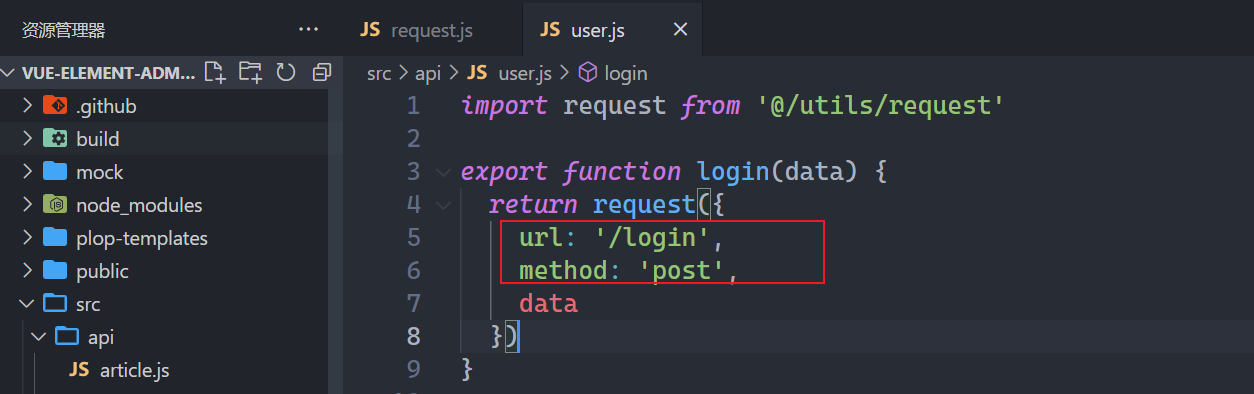 资源管理器 ...
VUE-ELEMENT-ADM...
.github
build
mock
node_modules
plop-templates
public
src
api
JS article.js
JS request.js
JS user.js
src > api > JS user.js > login
1 import request from '@/utils/request'
2
3 export function login(data) {
4 return request({
5 url: '/login',
6 method: 'post',
7 data
8 })
9 }